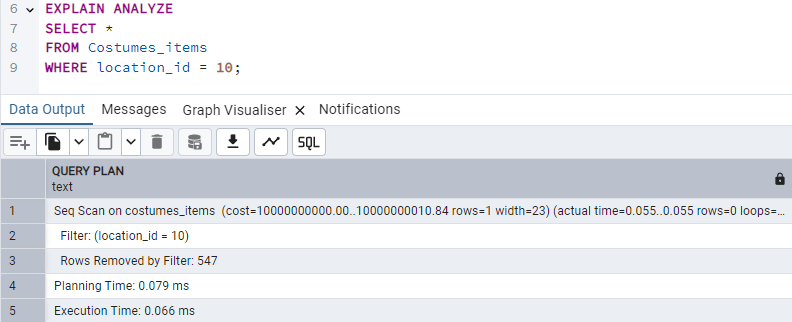 6 EXPLAIN ANALYZE
7 SELECT *
8 FROM Costumes_items
9 WHERE location_id = 10;
Data Output Messages Graph Visualiser × Notifications
SQL
QUERY PLAN
text
1 Seq Scan on costumes_items (cost=10000000000.00..10000000010.84 rows=1 width=23) (actual time=0.055..0.055 rows=0 loops=...
2 Filter: (location_id = 10)
3 Rows Removed by Filter: 547
4 Planning Time: 0.079 ms
5 Execution Time: 0.066 ms